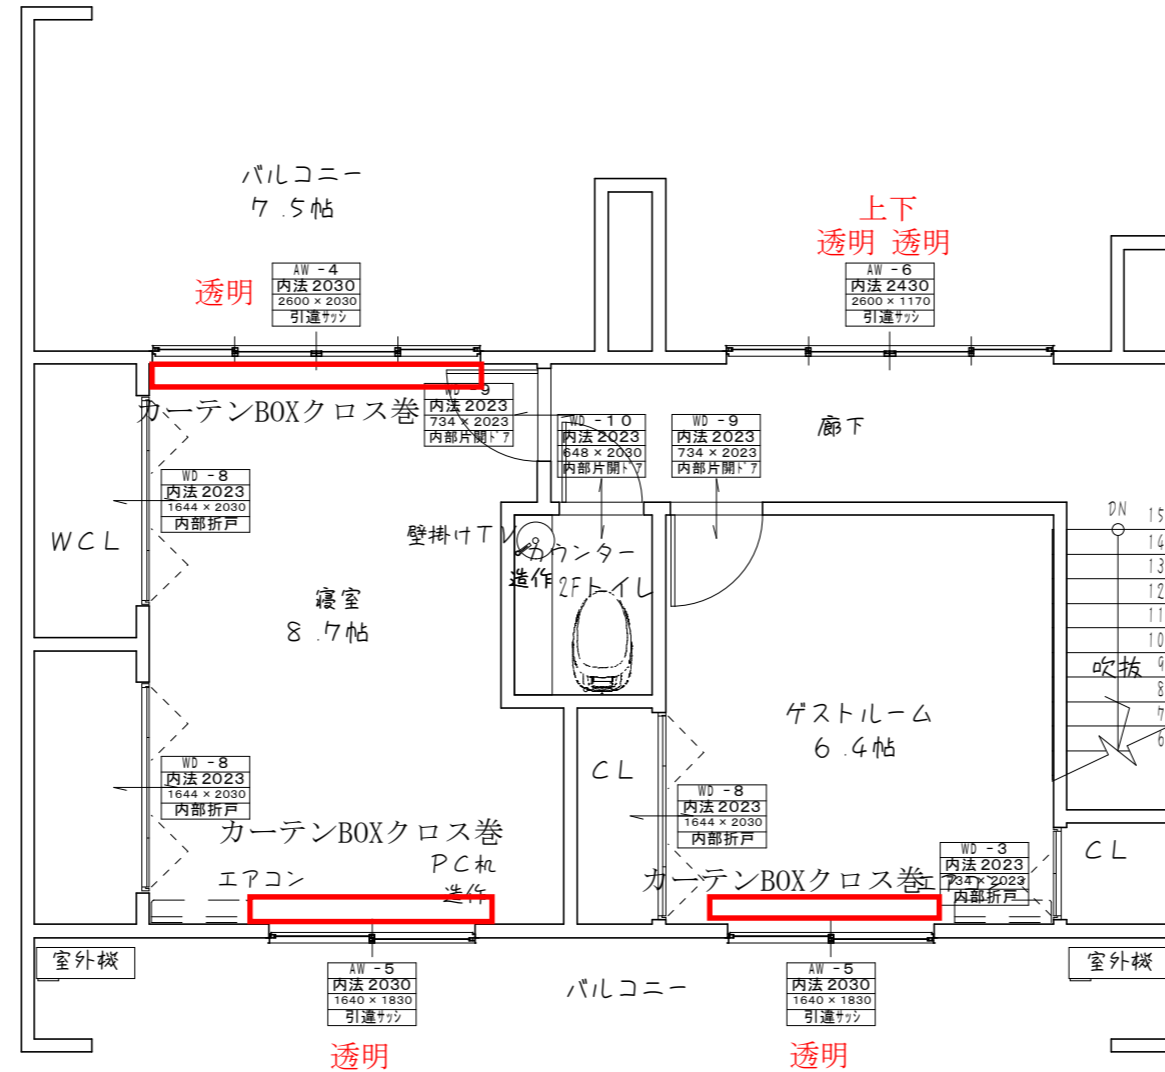 バルコニー
7.5帖
上下
透明 透明
透明
AW-4
内法2030
2600×2030
引違サッシ
AW-6
内法2430
2600×1170
引違サッシ
カーテンBOXクロス巻
WD-9
内法2023
734×2023
内部片開ドア
WD-10
内法2023
648×2030
内部片開ドア
WD-9
内法2023
734×2023
内部片開ドア
廊下
WD-8
内法2023
1644×2030
内部折戸
WCL
壁掛けTV
カウンター
造作
2Fトイレ
寝室
8.7帖
DN
15
14
13
12
11
10
9
8
7
6
吹抜
ゲストルーム
6.4帖
CL
WD-8
内法2023
1644×2030
内部折戸
WD-8
内法2023
1644×2030
内部折戸
カーテンBOXクロス巻
エアコン
PC机
造作
カーテンBOXクロス巻
エアコン
WD-3
内法2023
734×2023
内部折戸
CL
室外機
室外機
AW-5
内法2030
1640×1830
引違サッシ
バルコニー
AW-5
内法2030
1640×1830
引違サッシ
透明
透明